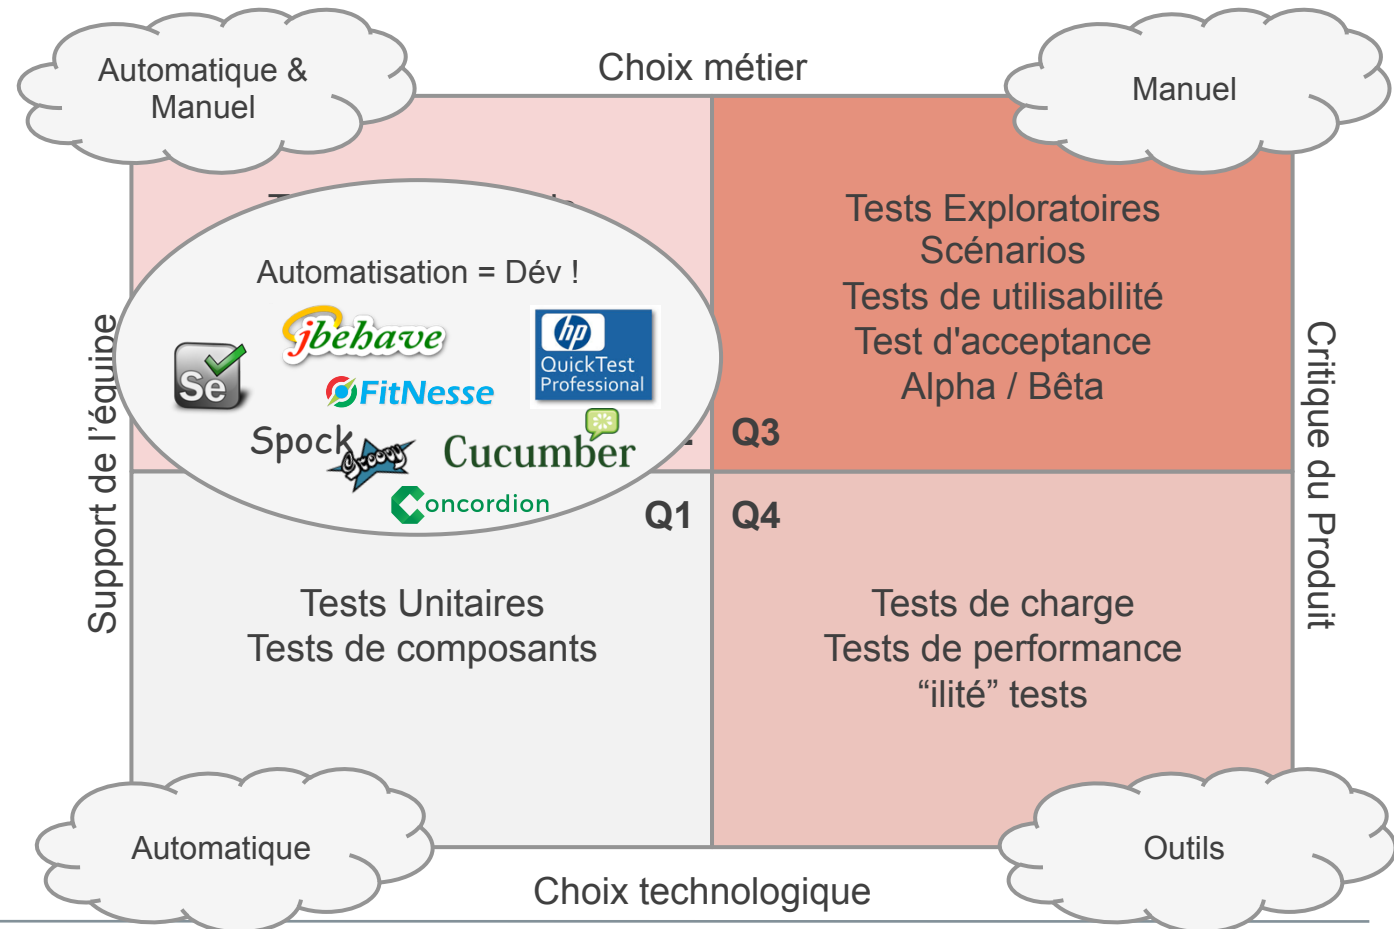 Automatique &
Manuel
Choix métier
Manuel
Automatisation = Dév !
jbehave
hp
QuickTest
Professional
Se
FitNesse
Spock
Groovy
Cucumber
Concordion
Tests Exploratoires
Scénarios
Tests de utilisabilité
Test d'acceptance
Alpha / Bêta
Q3
Support de l'équipe
Critique du Produit
Q1
Q4
Tests Unitaires
Tests de composants
Tests de charge
Tests de performance
“ilité” tests
Automatique
Outils
Choix technologique